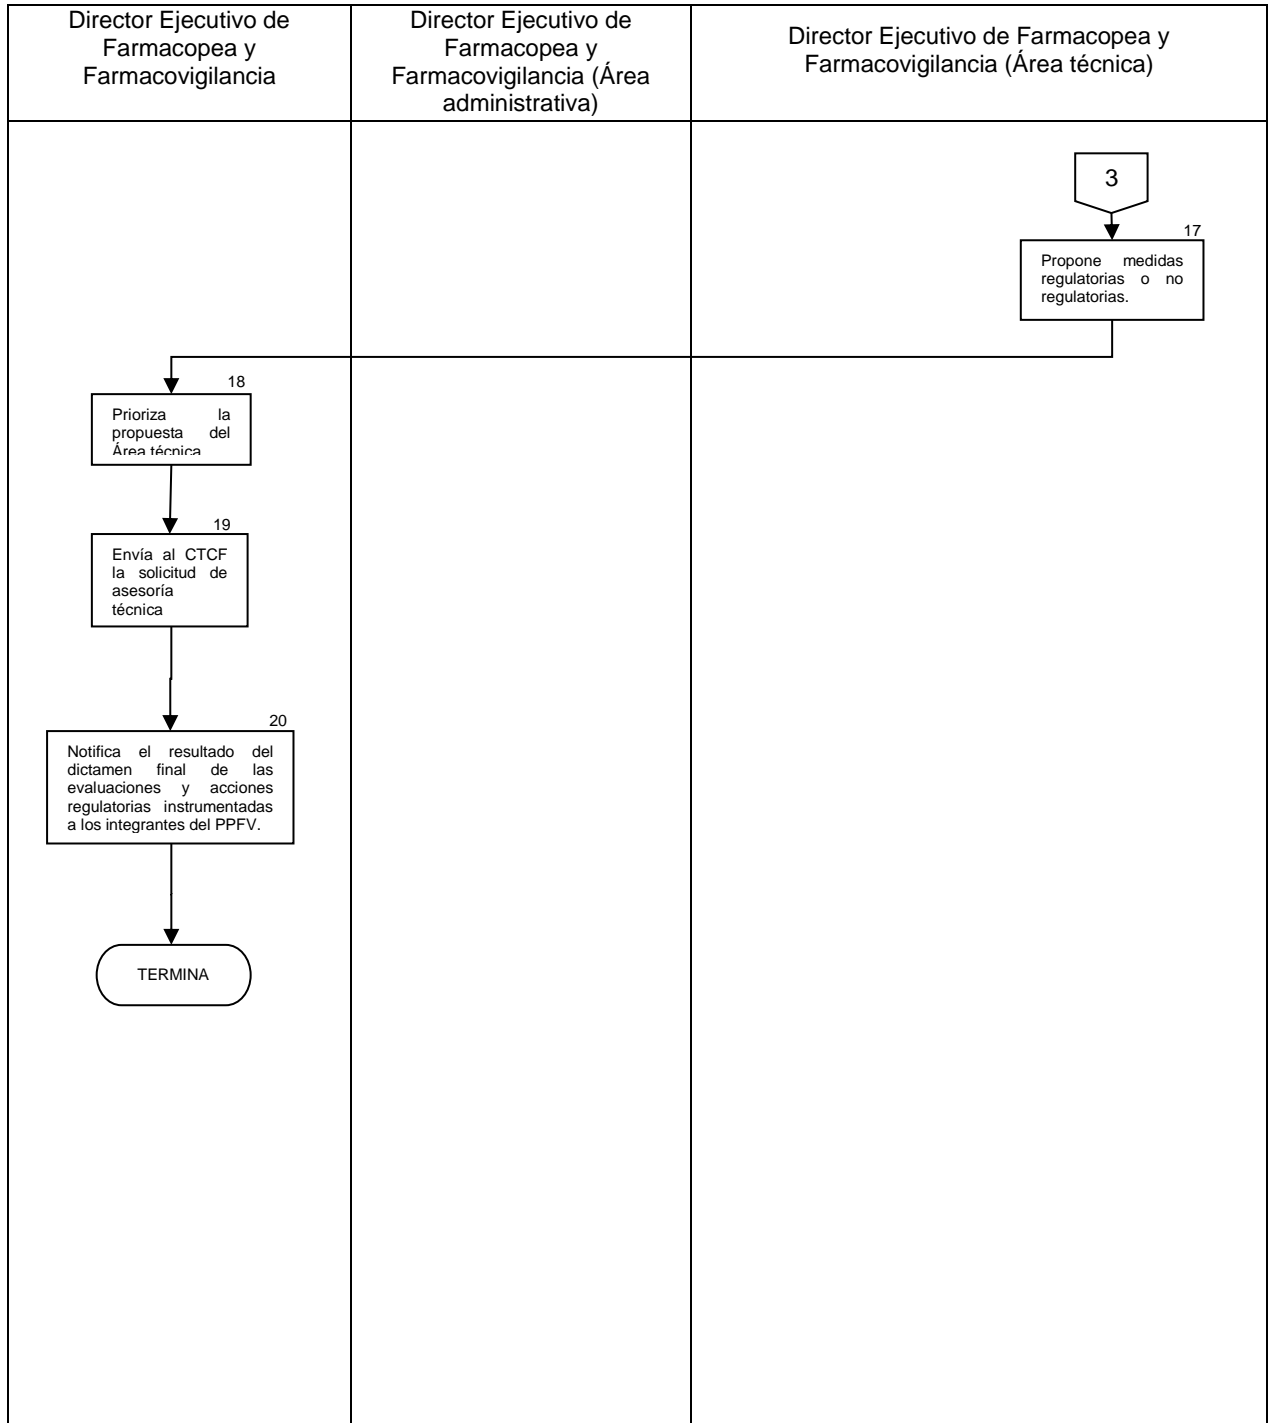 Director Ejecutivo de
Farmacopea y
Farmacovigilancia
Director Ejecutivo de
Farmacopea y
Farmacovigilancia (Área
administrativa)
Director Ejecutivo de Farmacopea y
Farmacovigilancia (Área técnica)
3
17
Propone medidas
regulatorias o no
regulatorias.
18
Prioriza la
propuesta del
Área técnica
19
Envía al CTCF
la solicitud de
asesoría
técnica
20
Notifica el resultado del
dictamen final de las
evaluaciones y acciones
regulatorias instrumentadas
a los integrantes del PPFV.
TERMINA